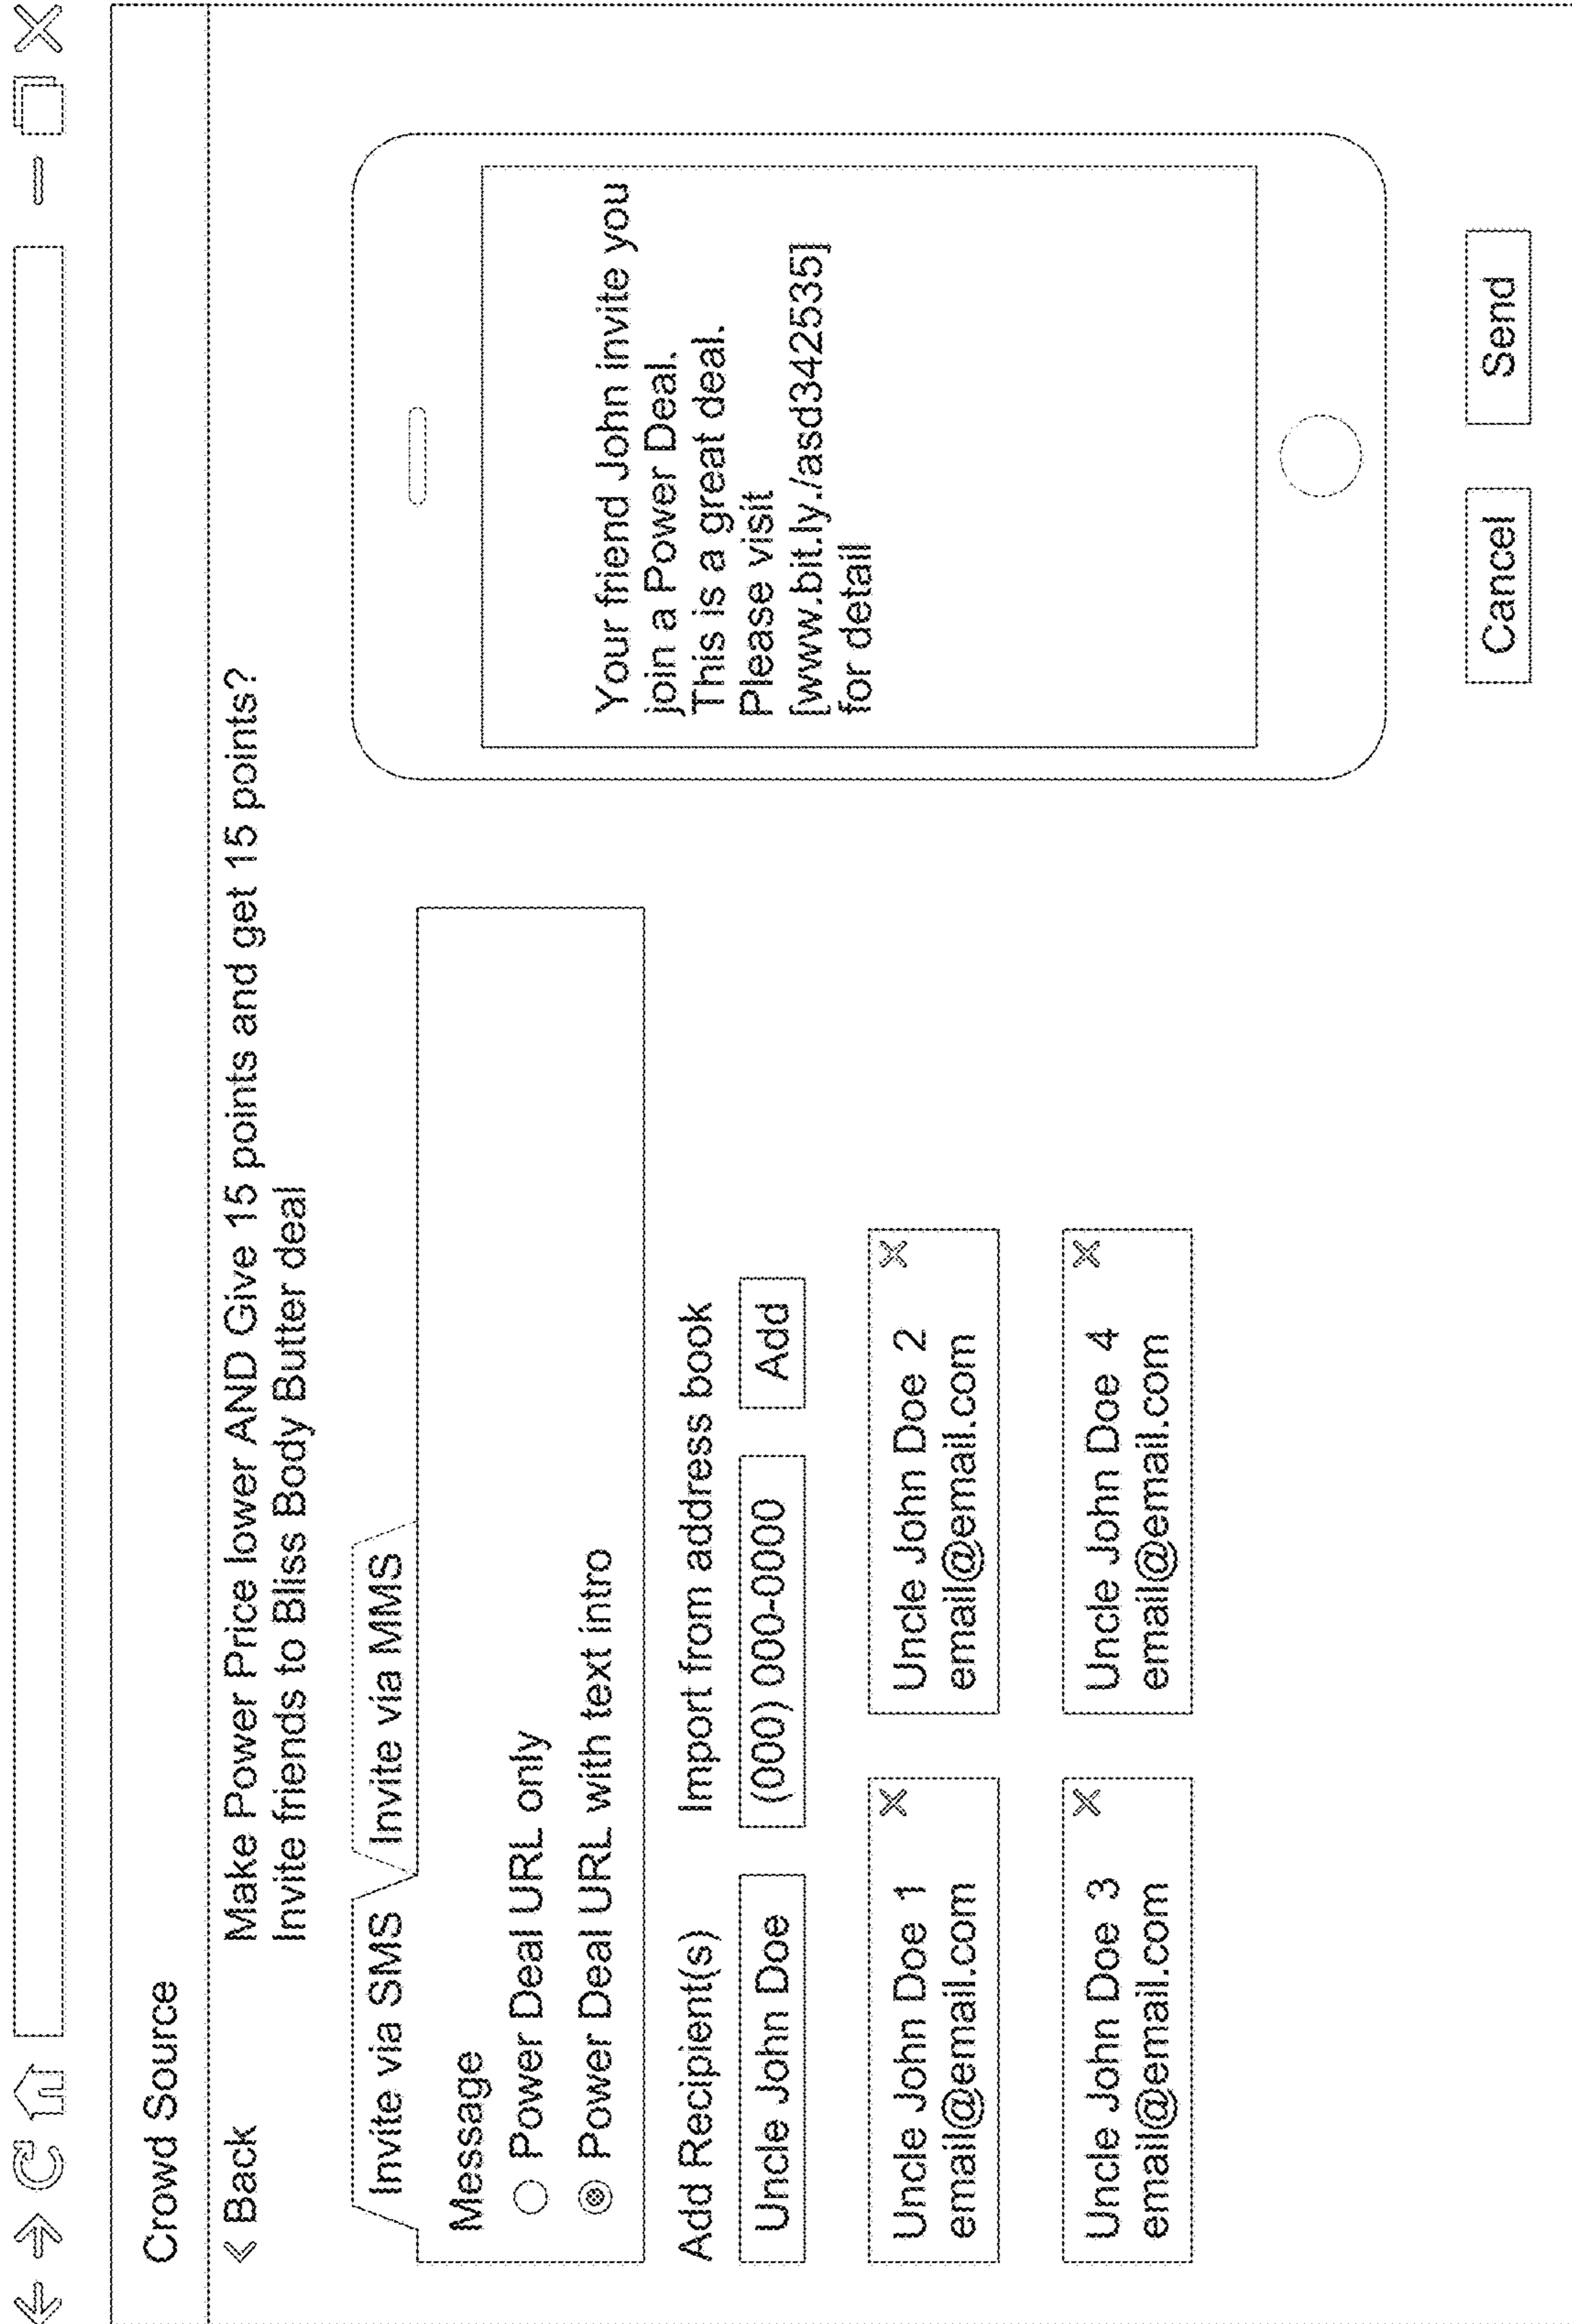 Crowd Source
« Back
Make Power Price lower AND Give 15 points and get 15 points?
Invite friends to Bliss Body Butter deal
Invite via SMS
Invite via MMS
Message
Power Deal URL only
Power Deal URL with text intro
Add Recipient(s)
Import from address book
Uncle John Doe
(000) 000-0000
Add
Uncle John Doe 1
email@email.com
Uncle John Doe 2
email@email.com
Uncle John Doe 3
email@email.com
Uncle John Doe 4
email@email.com
Your friend John invite you
join a Power Deal.
This is a great deal.
Please visit
[www.bit.ly./asd342535]
for detail
Cancel
Send